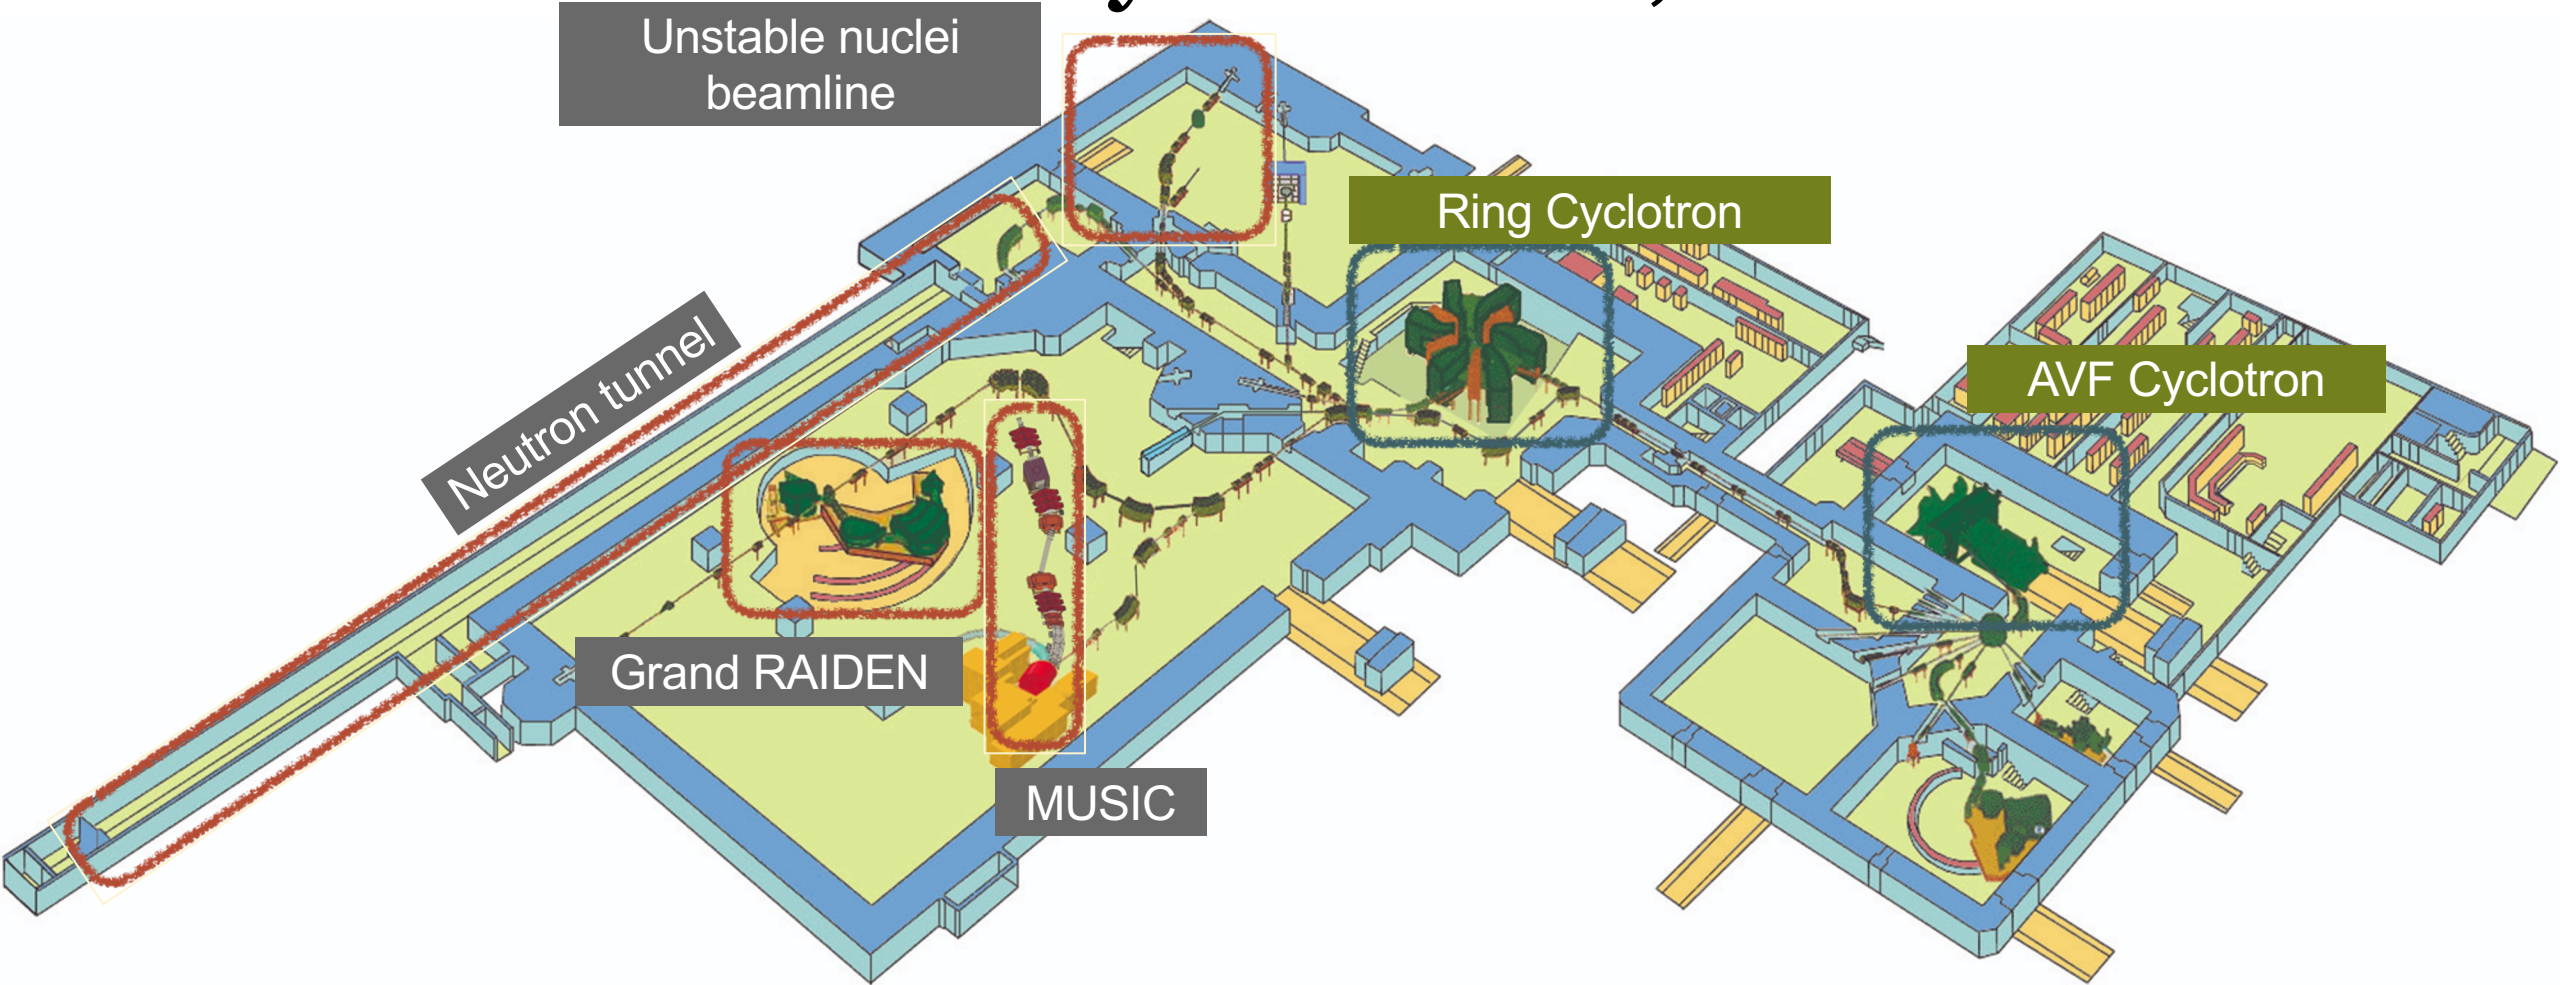 Unstable nuclei
beamline
Ring Cyclotron
Neutron tunnel
AVF Cyclotron
Grand RAIDEN
MUSIC